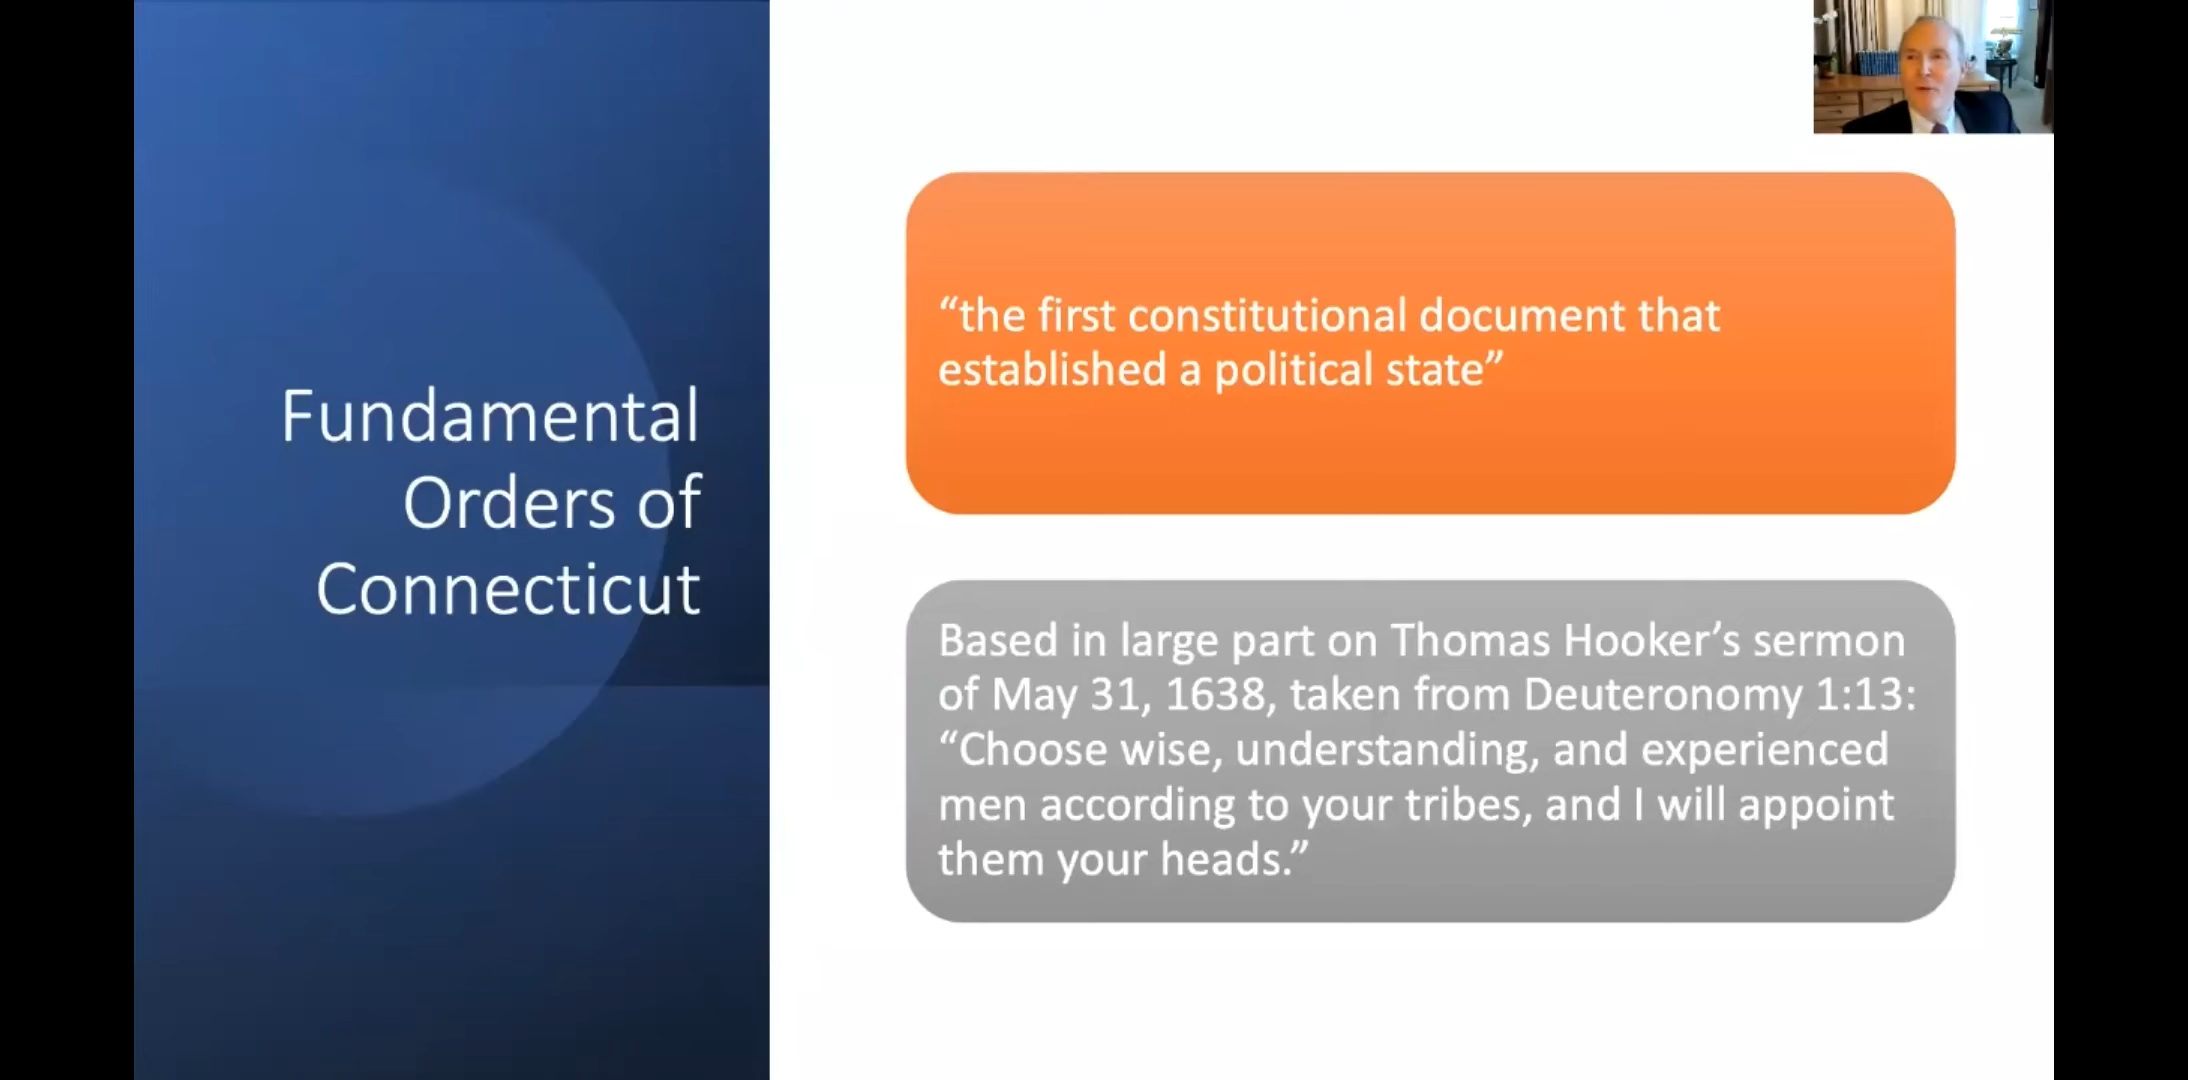 Fundamental
Orders of
Connecticut
“the first constitutional document that
established a political state”
Based in large part on Thomas Hooker’s sermon
of May 31, 1638, taken from Deuteronomy 1:13:
“Choose wise, understanding, and experienced
men according to your tribes, and I will appoint
them your heads.”